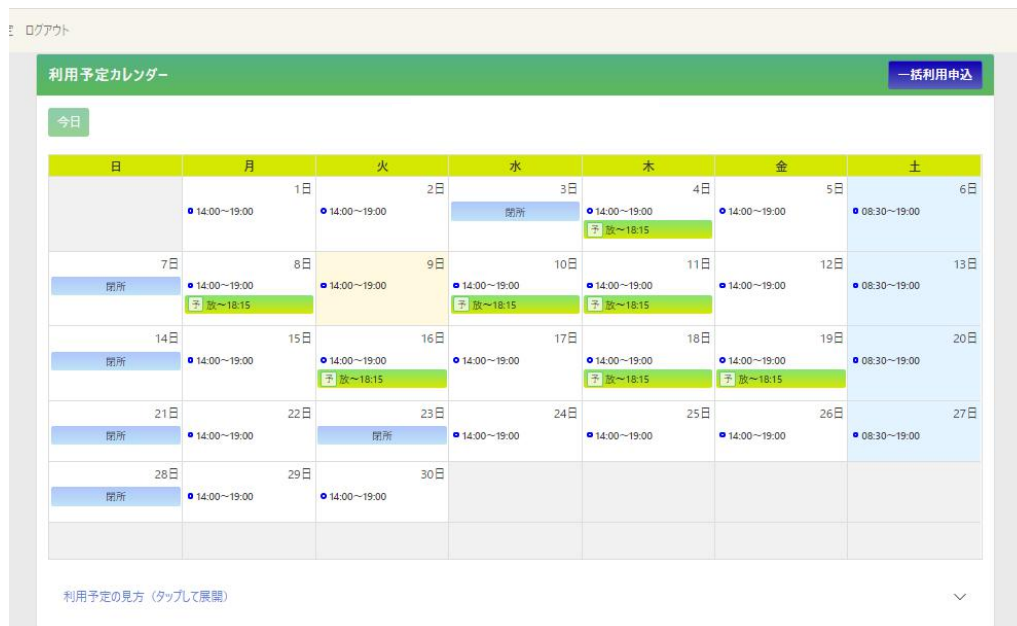 ログアウト
利用予定カレンダー
一括利用申込
今日
日 月 火 水 木 金 土
1日 2日 3日 4日 5日 6日
14:00～19:00 14:00～19:00 閉所 14:00～19:00 14:00～19:00 08:30～19:00
予 放～18:15
7日 8日 9日 10日 11日 12日 13日
閉所 14:00～19:00 14:00～19:00 14:00～19:00 14:00～19:00 14:00～19:00 08:30～19:00
予 放～18:15 予 放～18:15 予 放～18:15
14日 15日 16日 17日 18日 19日 20日
閉所 14:00～19:00 14:00～19:00 14:00～19:00 14:00～19:00 14:00～19:00 08:30～19:00
予 放～18:15 予 放～18:15 予 放～18:15
21日 22日 23日 24日 25日 26日 27日
閉所 14:00～19:00 閉所 14:00～19:00 14:00～19:00 14:00～19:00 08:30～19:00
28日 29日 30日
閉所 14:00～19:00 14:00～19:00
利用予定の見方（タップして展開）